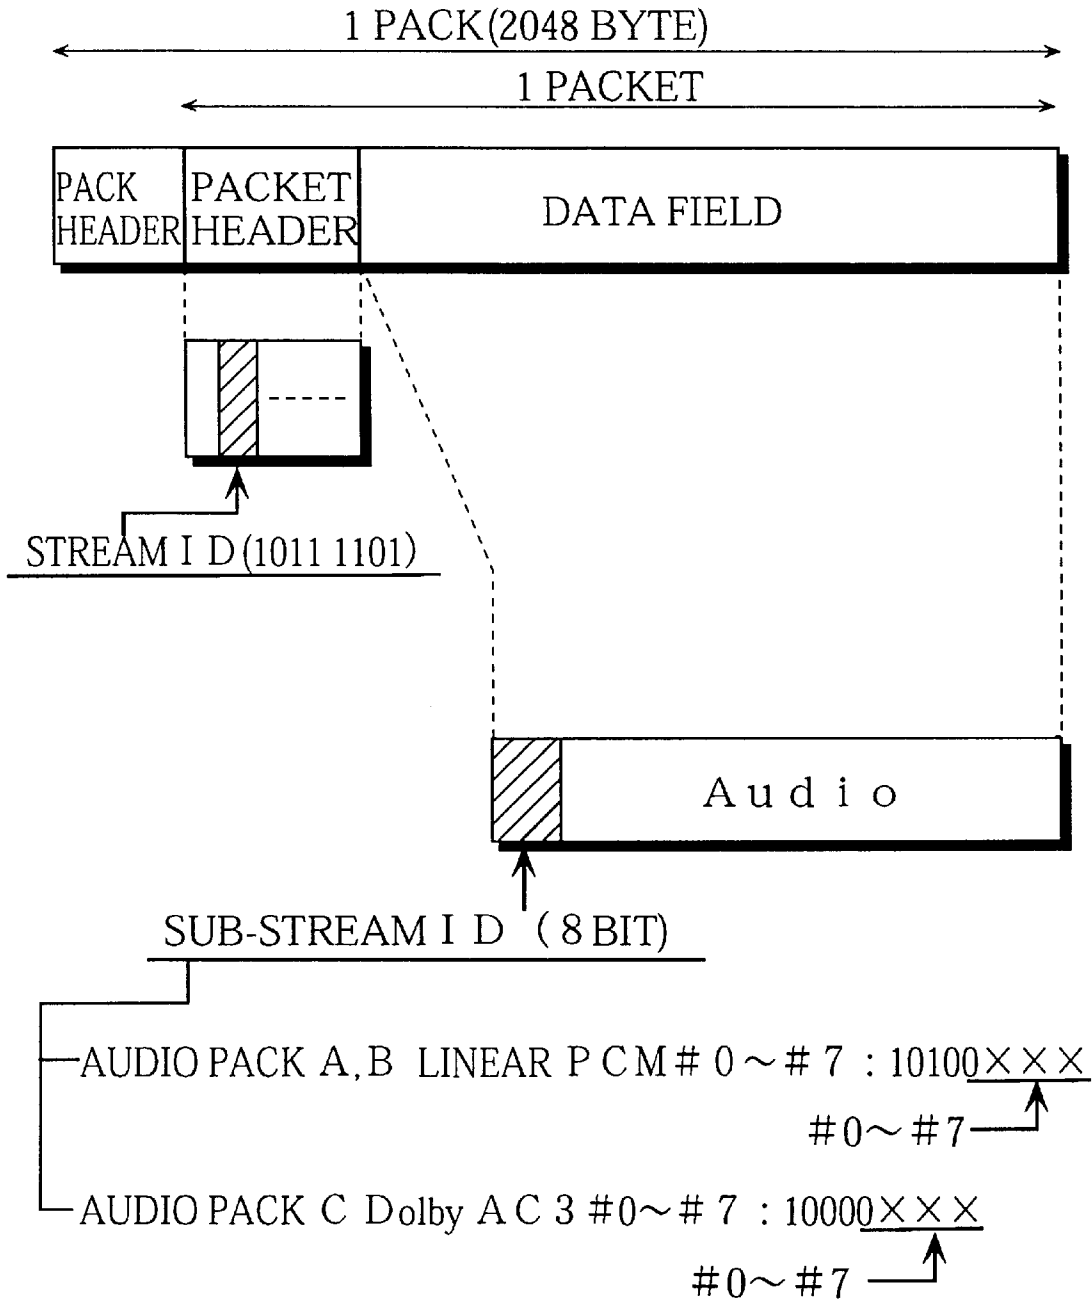 1 PACK(2048 BYTE)
1 PACKET
PACK
HEADER
PACKET
HEADER
DATA FIELD
STREAM I D(1011 1101)
Audio
SUB-STREAM I D (8 BIT)
AUDIO PACK A,B LINEAR P C M # 0～# 7 : 10100×××
#0～#7
AUDIO PACK C Dolby A C 3 #0～# 7 : 10000×××
#0～#7